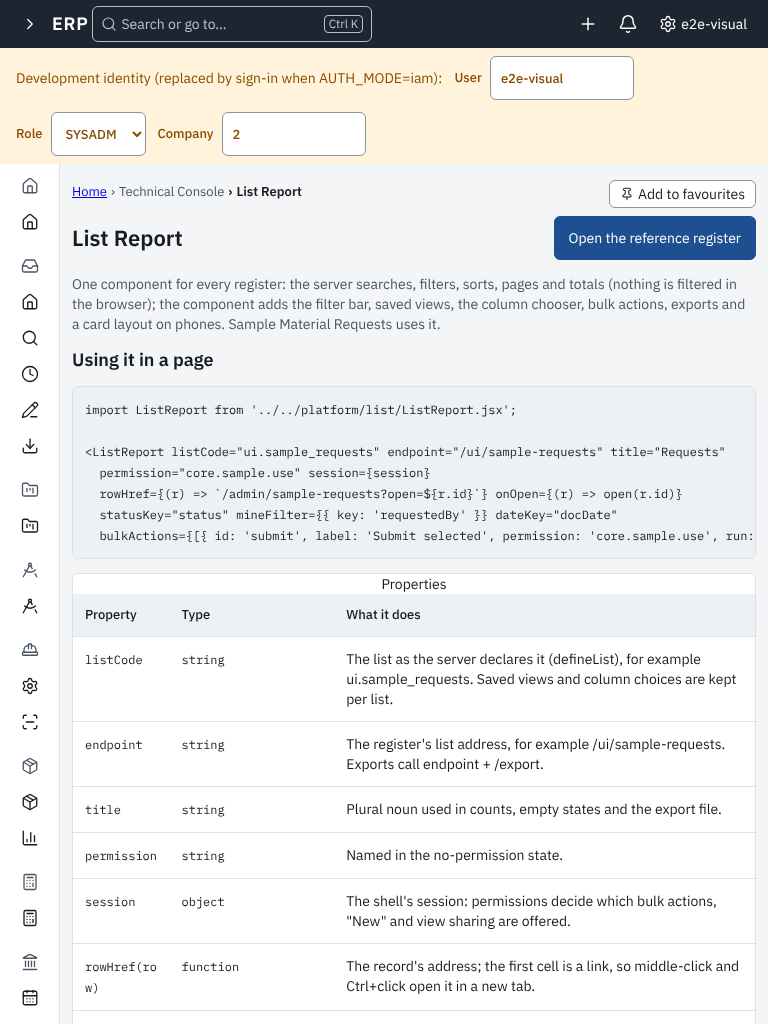 ERP
Search or go to...
Ctrl K
e2e-visual
Development identity (replaced by sign-in when AUTH_MODE=iam):
User
e2e-visual
Role
SYSADM
Company
2
Home › Technical Console › List Report
Add to favourites
List Report
Open the reference register
One component for every register: the server searches, filters, sorts, pages and totals (nothing is filtered in
the browser); the component adds the filter bar, saved views, the column chooser, bulk actions, exports and
a card layout on phones. Sample Material Requests uses it.
Using it in a page
import ListReport from '../../platform/list/ListReport.jsx';
<ListReport listCode="ui.sample_requests" endpoint="/ui/sample-requests" title="Requests"
permission="core.sample.use" session={session}
rowHref={(r) => `/admin/sample-requests?open=${r.id}`} onOpen={(r) => open(r.id)}
statusKey="status" mineFilter={{ key: 'requestedBy' }} dateKey="docDate"
bulkActions={[{ id: 'submit', label: 'Submit selected', permission: 'core.sample.use', run:
Properties
Property
Type
What it does
listCode
string
The list as the server declares it (defineList), for example
ui.sample_requests. Saved views and column choices are kept
per list.
endpoint
string
The register's list address, for example /ui/sample-requests.
Exports call endpoint + /export.
title
string
Plural noun used in counts, empty states and the export file.
permission
string
Named in the no-permission state.
session
object
The shell's session: permissions decide which bulk actions,
"New" and view sharing are offered.
rowHref(ro
w)
function
The record's address; the first cell is a link, so middle-click and
Ctrl+click open it in a new tab.